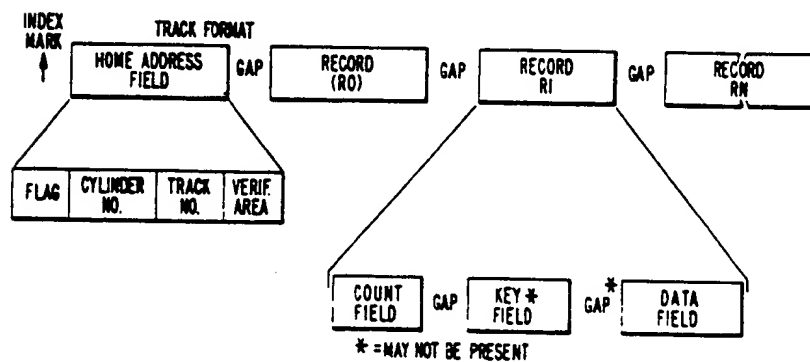 INDEX
MARK
TRACK FORMAT
HOME ADDRESS
FIELD
GAP
RECORD
(RO)
GAP
RECORD
RI
GAP
RECORD
RN
FLAG
CYLINDER
NO.
TRACK
NO.
VERIF.
AREA
COUNT
FIELD
GAP
KEY *
FIELD
GAP *
DATA
FIELD
* =MAY NOT BE PRESENT